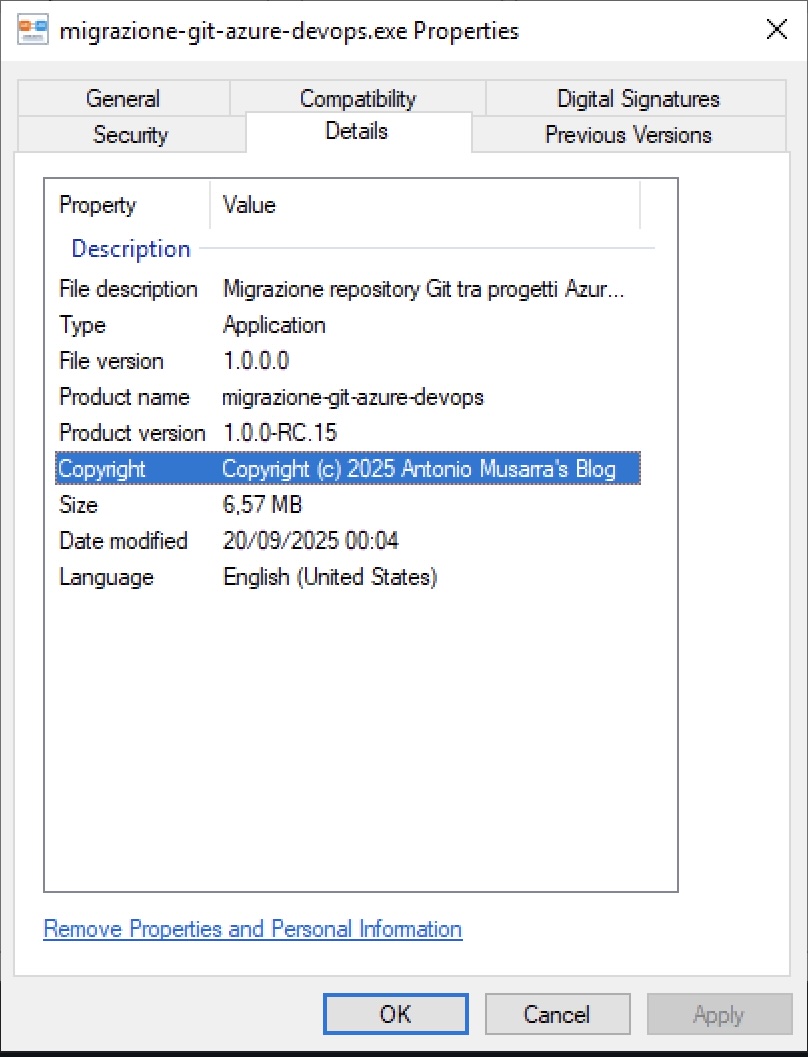 migrazione-git-azure-devops.exe Properties
General Compatibility Digital Signatures
Security Details Previous Versions
Property Value
Description
File description Migrazione repository Git tra progetti Azur...
Type Application
File version 1.0.0.0
Product name migrazione-git-azure-devops
Product version 1.0.0-RC.15
Copyright Copyright (c) 2025 Antonio Musarra's Blog
Size 6,57 MB
Date modified 20/09/2025 00:04
Language English (United States)
Remove Properties and Personal Information
OK Cancel Apply